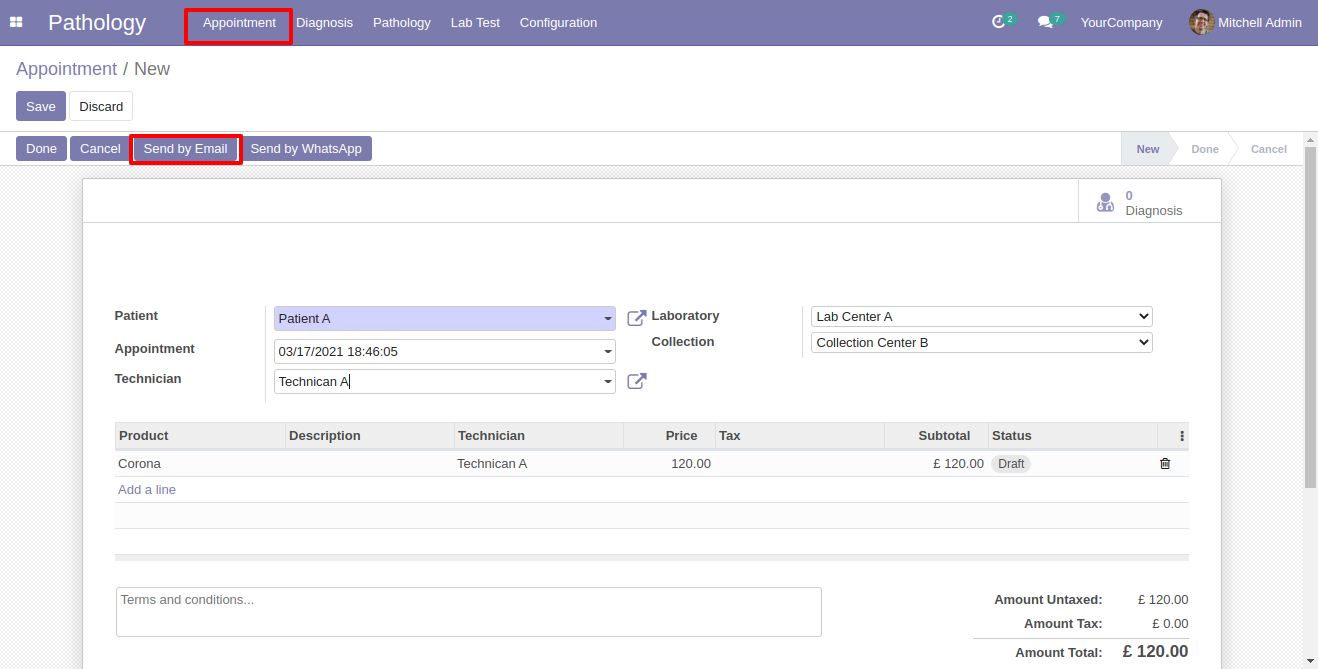 Pathology Appointment Diagnosis Pathology Lab Test Configuration 2 7 YourCompany Mitchell Admin
Appointment / New
Save Discard
Done Cancel Send by Email Send by WhatsApp New Done Cancel
0
Diagnosis
Patient Patient A Laboratory Lab Center A
Collection Collection Center B
Appointment 03/17/2021 18:46:05
Technician Technican A
Product Description Technician Price Tax Subtotal Status
Corona Technican A 120.00 £ 120.00 Draft
Add a line
Terms and conditions... Amount Untaxed: £ 120.00
Amount Tax: £ 0.00
Amount Total: £ 120.00